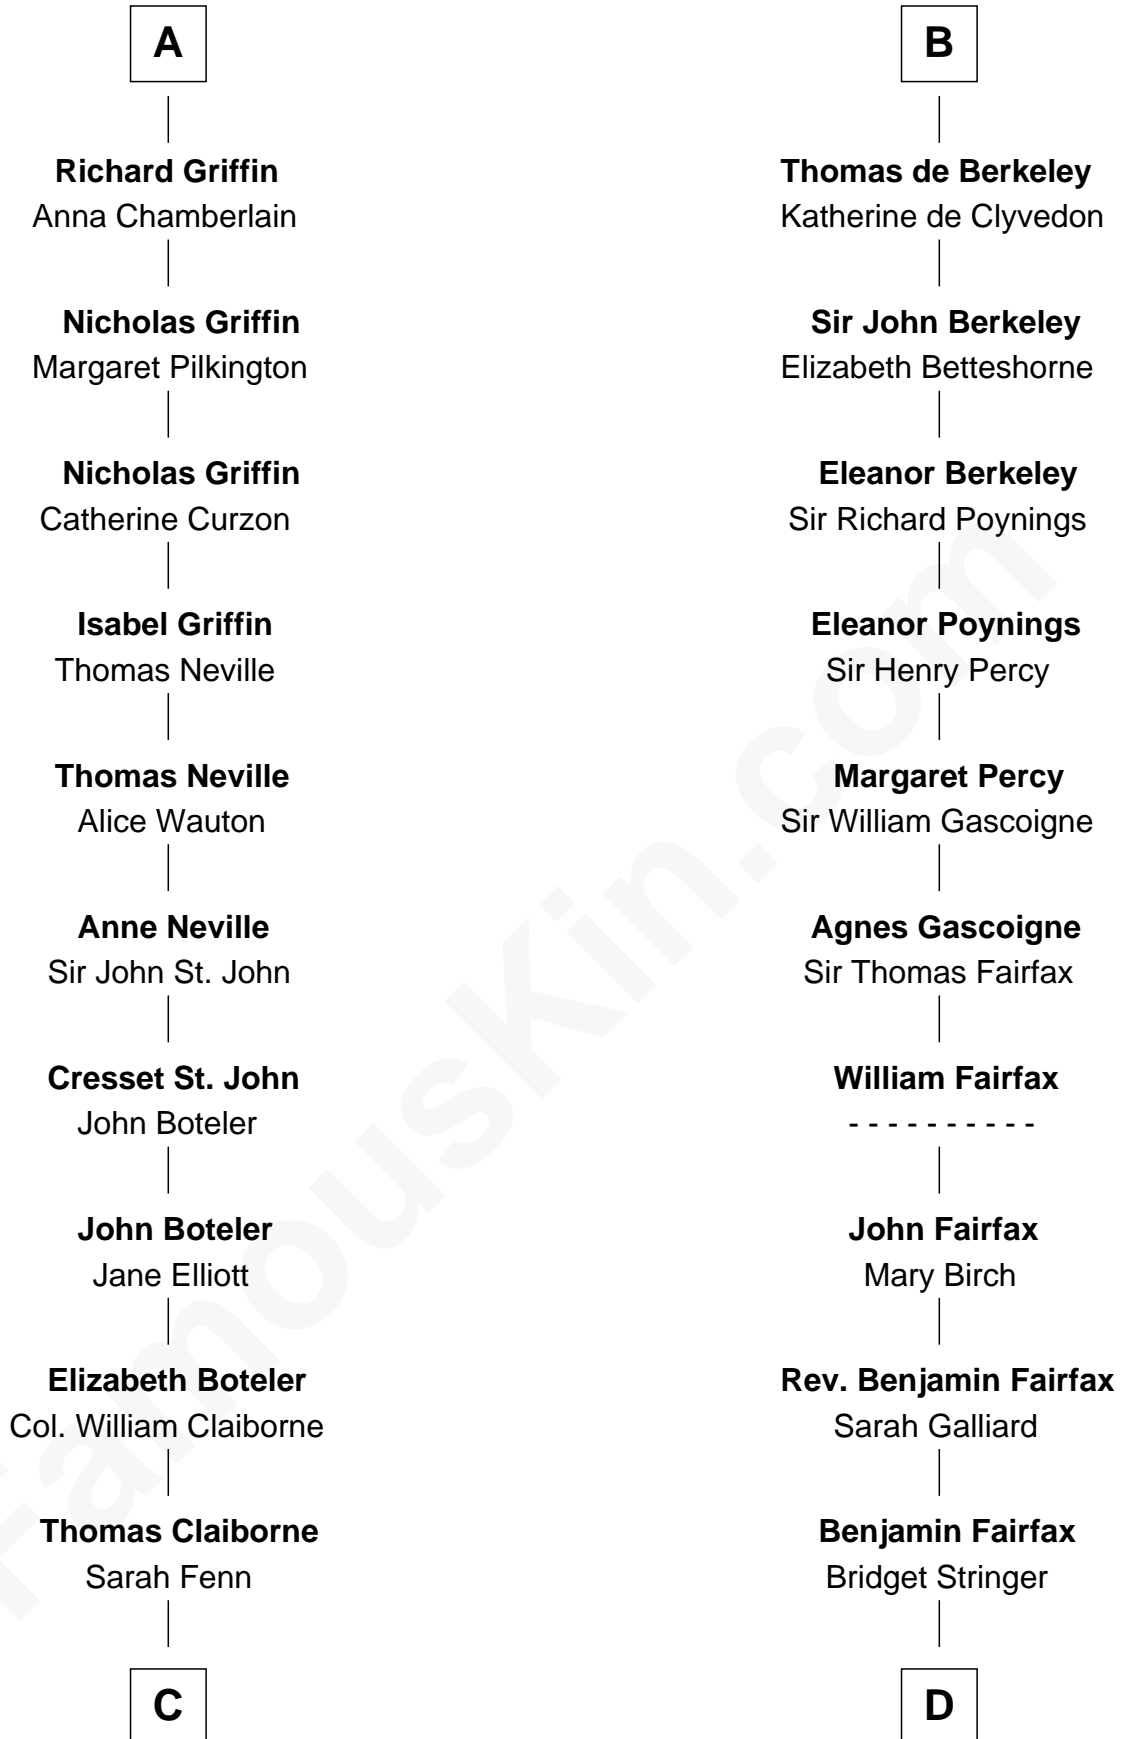 A
Richard Griffin
Anna Chamberlain
Nicholas Griffin
Margaret Pilkington
Nicholas Griffin
Catherine Curzon
Isabel Griffin
Thomas Neville
Thomas Neville
Alice Wauton
Anne Neville
Sir John St. John
Cresset St. John
John Boteler
John Boteler
Jane Elliott
Elizabeth Boteler
Col. William Claiborne
Thomas Claiborne
Sarah Fenn
C
B
Thomas de Berkeley
Katherine de Clyvedon
Sir John Berkeley
Elizabeth Betteshorne
Eleanor Berkeley
Sir Richard Poynings
Eleanor Poynings
Sir Henry Percy
Margaret Percy
Sir William Gascoigne
Agnes Gascoigne
Sir Thomas Fairfax
William Fairfax
- - - - - - - - - -
John Fairfax
Mary Birch
Rev. Benjamin Fairfax
Sarah Galliard
Benjamin Fairfax
Bridget Stringer
D
FamousKin.com